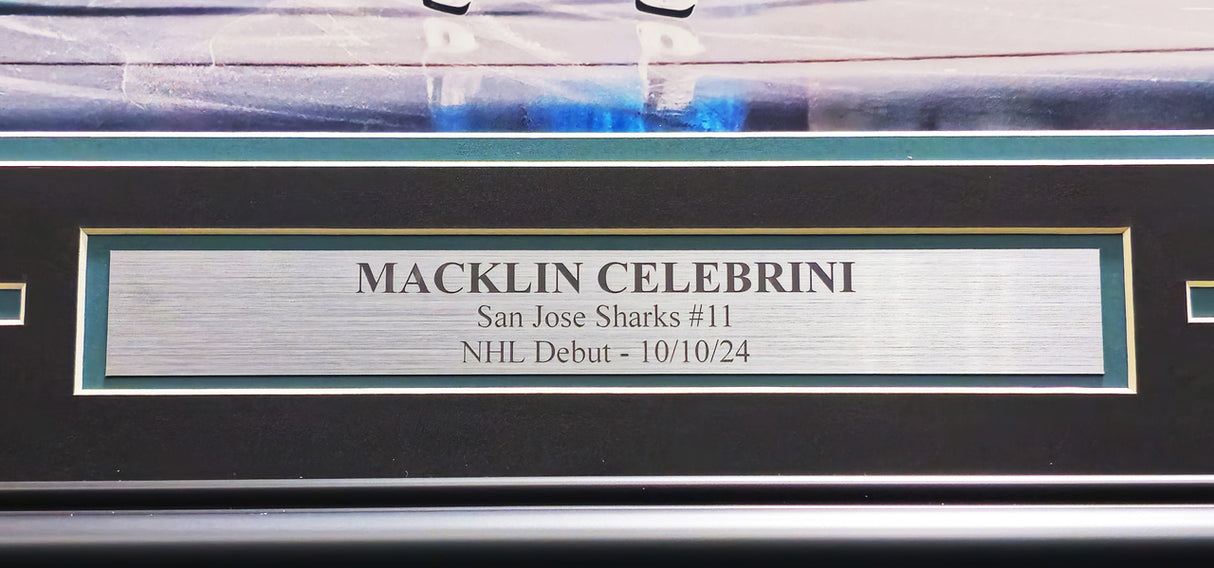 MACKLIN CELEBRINI
San Jose Sharks #11
NHL Debut - 10/10/24